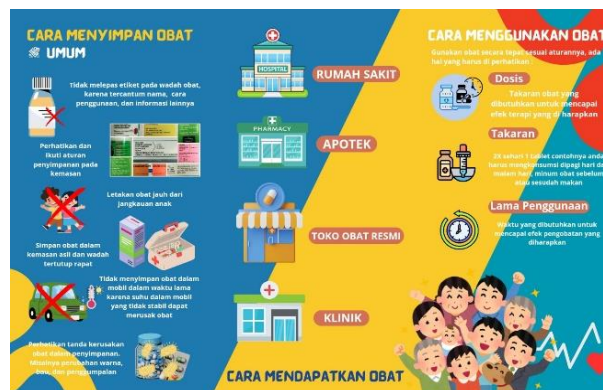 CARA MENYIMPAN OBAT
UMUM
Tidak melepas etiket pada wadah obat,
karena tercantum nama, cara
penggunaan, dan informasi lainnya
Perhatikan dan
ikuti aturan
penyimpanan pada
kemasan
Letakan obat jauh dari
jangkauan anak
Simpan obat dalam
kemasan asli dan wadah
tertutup rapat
Tidak menyimpan obat dalam
mobil dalam waktu lama
karena suhu dalam mobil
yang tidak stabil dapat
merusak obat
Perhatikan tanda kerusakan
obat dalam penyimpanan.
Misalnya perubahan warna,
bau, dan penggumpalan
HOSPITAL
RUMAH SAKIT
PHARMACY
APOTEK
TOKO OBAT RESMI
KLINIK
CARA MENDAPATKAN OBAT
CARA MENGGUNAKAN OBAT
Gunakan obat secara tepat sesuai aturannya, ada
hal yang harus di perhatikan
Dosis
Takaran obat yang
dibutuhkan untuk mencapai
efek terapi yang di harapkan
Takaran
sehari 1 tablet contohnya anda
harus mengkonsumsi dipagi hari
malam hari, minum obat sebelum
atau sesudah makan
Lama Penggunaan
Waktu yang dibutuhkan untuk
mencapai efek pengobatan yang
diharapkan